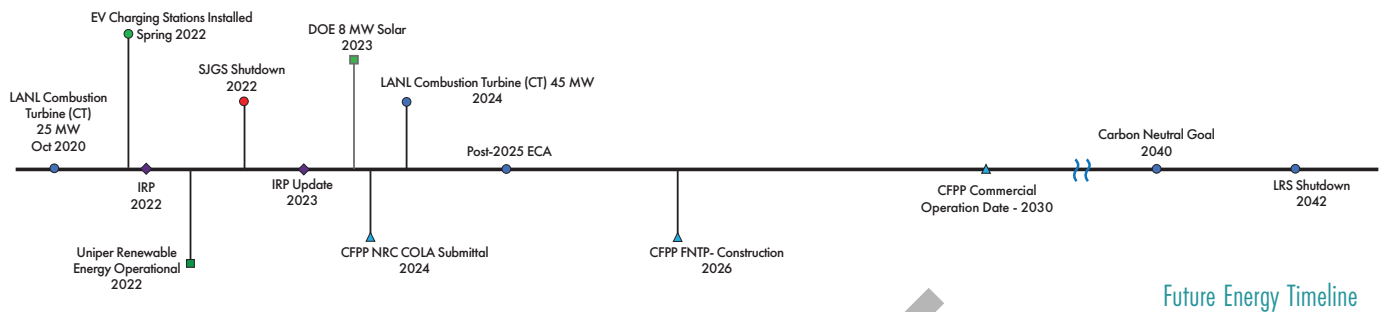 EV Charging Stations Installed
Spring 2022
DOE 8 MW Solar
2023
SJGS Shutdown
2022
LANL Combustion Turbine (CT) 45 MW
2024
LANL Combustion
Turbine (CT)
25 MW
Oct 2020
Post-2025 ECA
Carbon Neutral Goal
2040
IRP
2022
IRP Update
2023
CFPP Commercial
Operation Date - 2030
LRS Shutdown
2042
Uniper Renewable
Energy Operational
2022
CFPP NRC COLA Submittal
2024
CFPP FNTP- Construction
2026
Future Energy Timeline